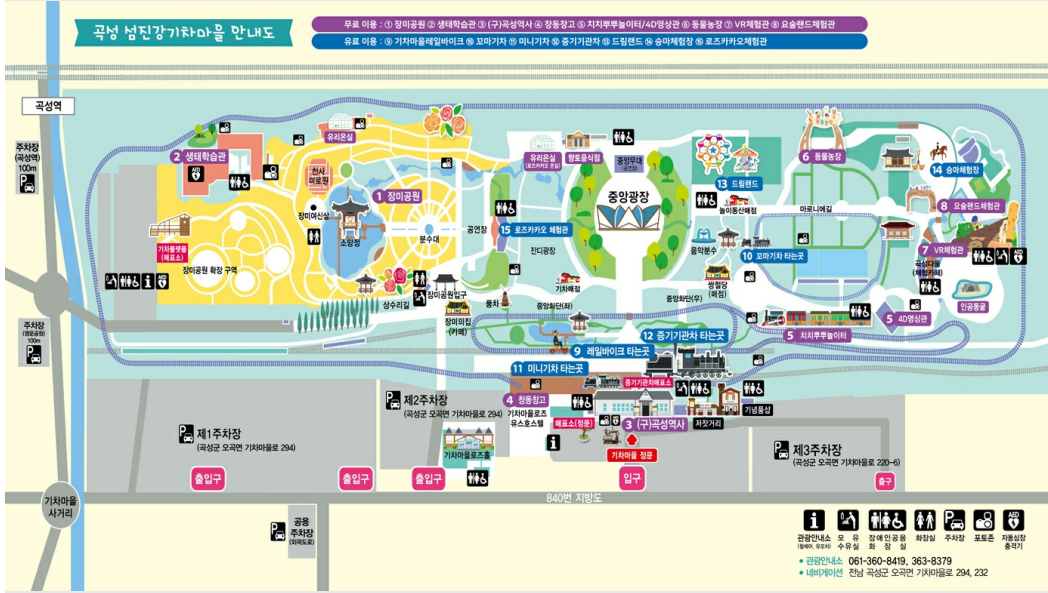 곡성 섬진강기차마을 안내도
무료 이용 : ① 장미공원 ② 생태학습관 ③ (구)곡성역사 ④ 창동창고 ⑤ 치치뿌뿌놀이터/4D영상관 ⑥ 동물농장 ⑦ VR체험관 ⑧ 요술랜드체험관
유료 이용 : ⑨ 기차마을레일바이크 ⑩ 꼬마기차 ⑪ 미니기차 ⑫ 증기기관차 ⑬ 드림랜드 ⑭ 승마체험장 ⑮ 로즈카카오체험관
곡성역
주차장
(곡성역)
100m
P
2 생태학습관
AED
유리온실
천사
미로원
1 장미공원
장미여신상
소망정
분수대
기차플랫폼
(매표소)
장미공원 확장 구역
i
AED
상수리길
장미공원입구
장미의집
(카페)
풍차
공연장
유리온실
(로즈카카오 온실)
향토음식점
중앙무대
(공연장)
중앙광장
15 로즈카카오 체험관
잔디광장
기차매점
중앙화단(좌)
중앙화단(우)
13 드림랜드
놀이동산매점
음악분수
쌍절당
(매점)
10 꼬마기차 타는곳
마로니에길
6 동물농장
14 승마체험장
8 요술랜드체험관
7 VR체험관
AED
곡성다울
(체험카페)
인공동굴
5 4D영상관
5 치치뿌뿌놀이터
12 증기기관차 타는곳
9 레일바이크 타는곳
11 미니기차 타는곳
증기기관차매표소
4 창동창고
기차마을로즈
유스호스텔
매표소(정문)
i
AED
3 (구)곡성역사
저잣거리
기념품샵
기차마을 정문
주차장
100m
P
P 제1주차장
(곡성군 오곡면 기차마을로 294)
P 제2주차장
(곡성군 오곡면 기차마을로 294)
기차마을로즈홀
P 제3주차장
(곡성군 오곡면 기차마을로 220-6)
출입구
출입구
출입구
입구
출구
840번 지방도
기차마을
사거리
P
공용
주차장
(외곽도로)
i
P
AED
관광안내소
모유
수유실
장애인공용
화장실
화장실
주차장
포토존
자동심장
충격기
• 관광안내소 061-360-8419, 363-8379
• 네비게이션 전남 곡성군 오곡면 기차마을로 294, 232